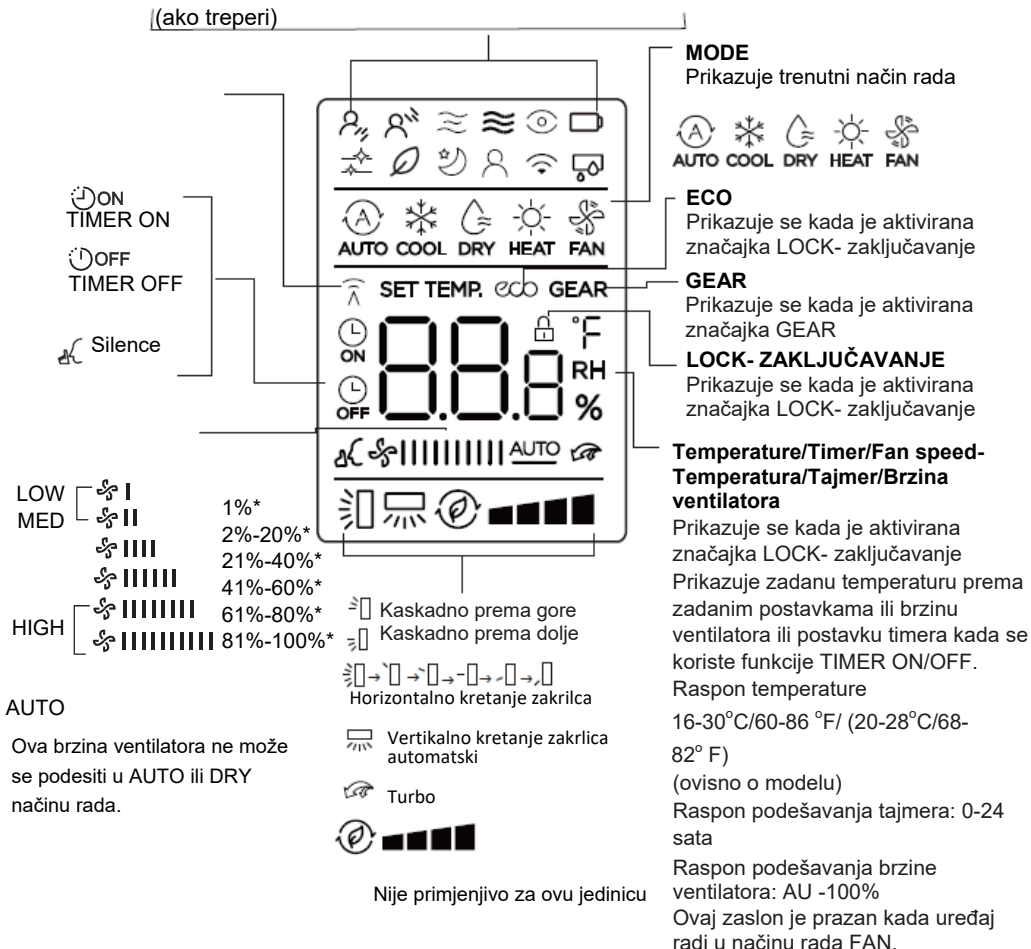 (ako treperi)
ON
TIMER ON
OFF
TIMER OFF
Silence
LOW
MED
HIGH
1%*
2%-20%*
21%-40%*
41%-60%*
61%-80%*
81%-100%*
AUTO
Ova brzina ventilatora ne može
se podesiti u AUTO ili DRY
načinu rada.
AUTO COOL DRY HEAT FAN
SET TEMP. eco GEAR
ON
OFF
88.8
°F
RH
%
AUTO
Kaskadno prema gore
Kaskadno prema dolje
Horizontalno kretanje zakrilca
Vertikalno kretanje zakrlica
automatski
Turbo
Nije primjenjivo za ovu jedinicu
MODE
Prikazuje trenutni način rada
AUTO COOL DRY HEAT FAN
ECO
Prikazuje se kada je aktivirana
značajka LOCK- zaključavanje
GEAR
Prikazuje se kada je aktivirana
značajka GEAR
LOCK- ZAKLJUČAVANJE
Prikazuje se kada je aktivirana
značajka LOCK- zaključavanje
Temperature/Timer/Fan speed-
Temperatura/Tajmer/Brzina
ventilatora
Prikazuje se kada je aktivirana
značajka LOCK- zaključavanje
Prikazuje zadanu temperaturu prema
zadanim postavkama ili brzinu
ventilatora ili postavku timera kada se
koriste funkcije TIMER ON/OFF.
Raspon temperature
16-30°C/60-86 °F/ (20-28°C/68-
82° F)
(ovisno o modelu)
Raspon podešavanja tajmera: 0-24
sata
Raspon podešavanja brzine
ventilatora: AU -100%
Ovaj zaslon je prazan kada uređaj
radi u načinu rada FAN.